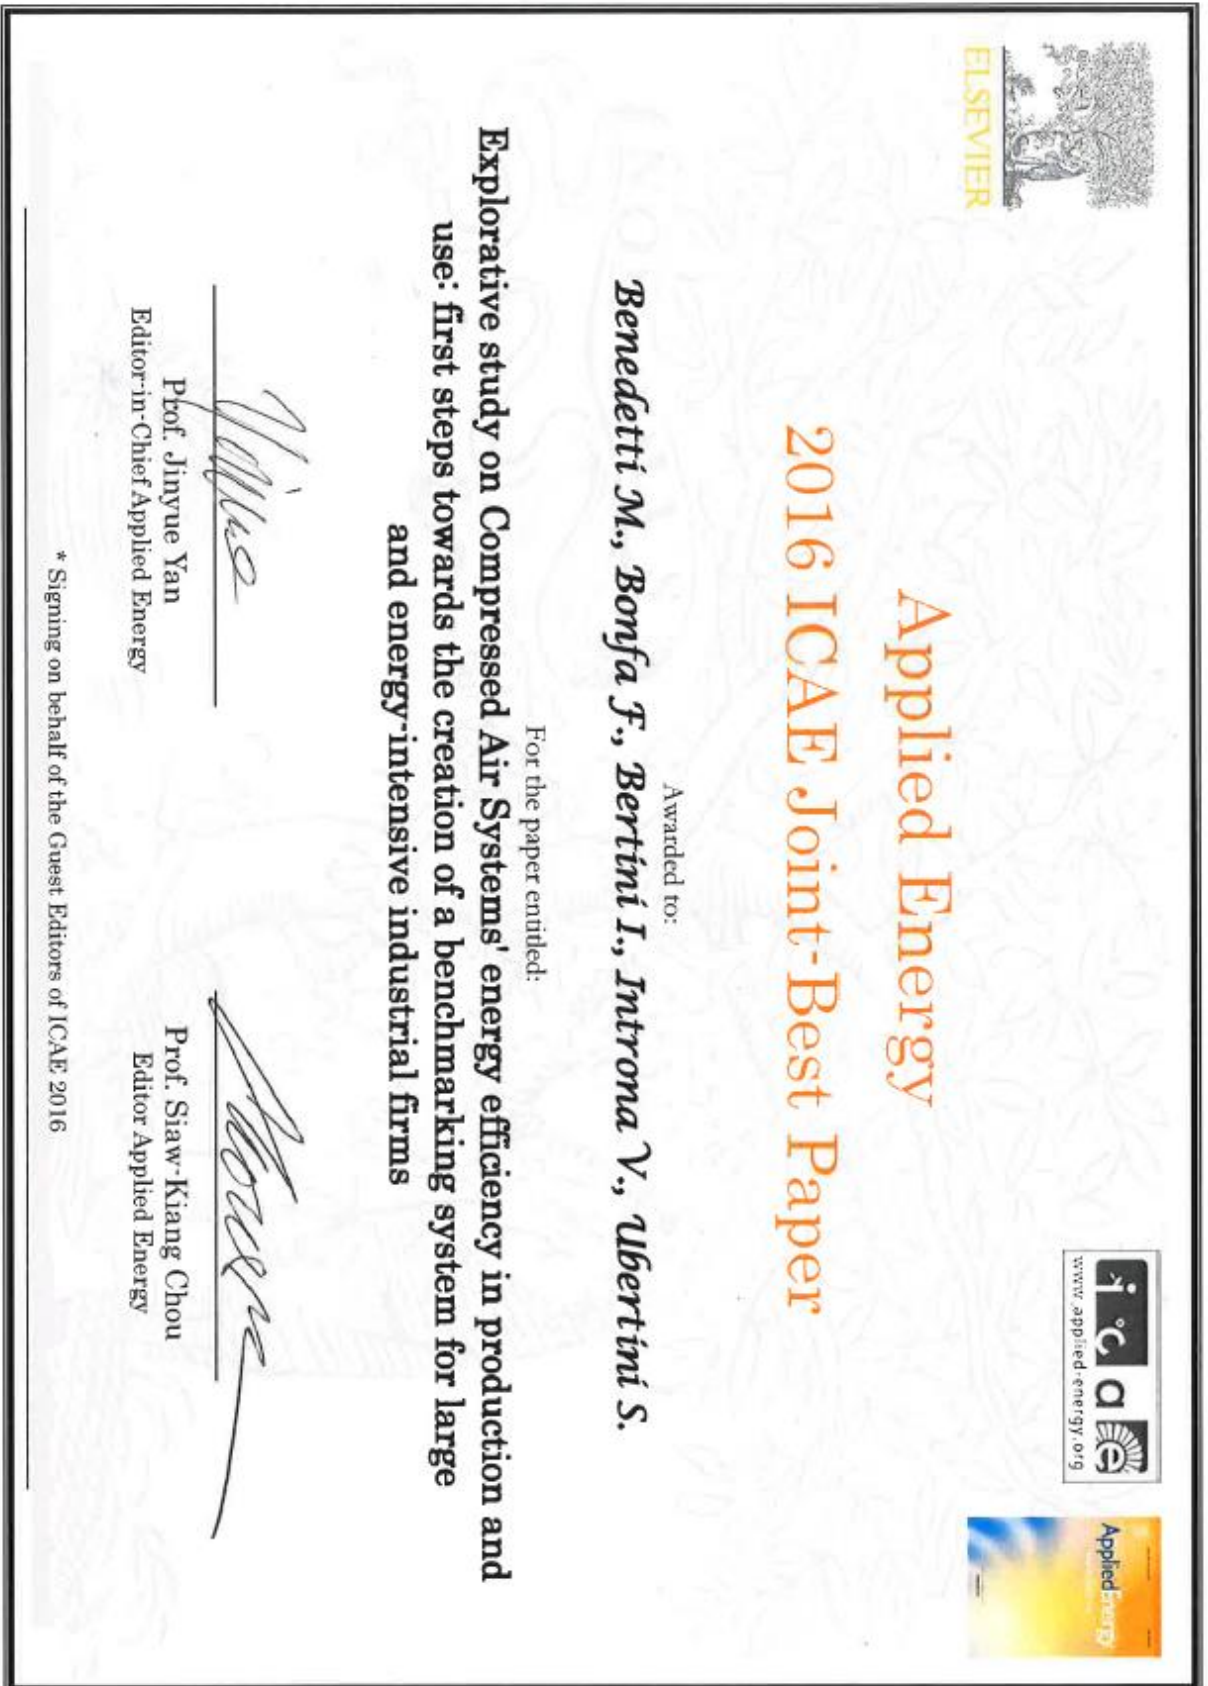 ELSEVIER
i c a e
www.applied-energy.org
AppliedEnergy
Applied Energy
2016 ICAE Joint-Best Paper
Awarded to:
Benedetti M., Bonfa F., Bertini I., Introna V., Ubertini S.
For the paper entitled:
Explorative study on Compressed Air Systems' energy efficiency in production and
use: first steps towards the creation of a benchmarking system for large
and energy-intensive industrial firms
Prof. Jinyue Yan
Editor-in-Chief Applied Energy
Prof. Siaw-Kiang Chou
Editor Applied Energy
* Signing on behalf of the Guest Editors of ICAE 2016